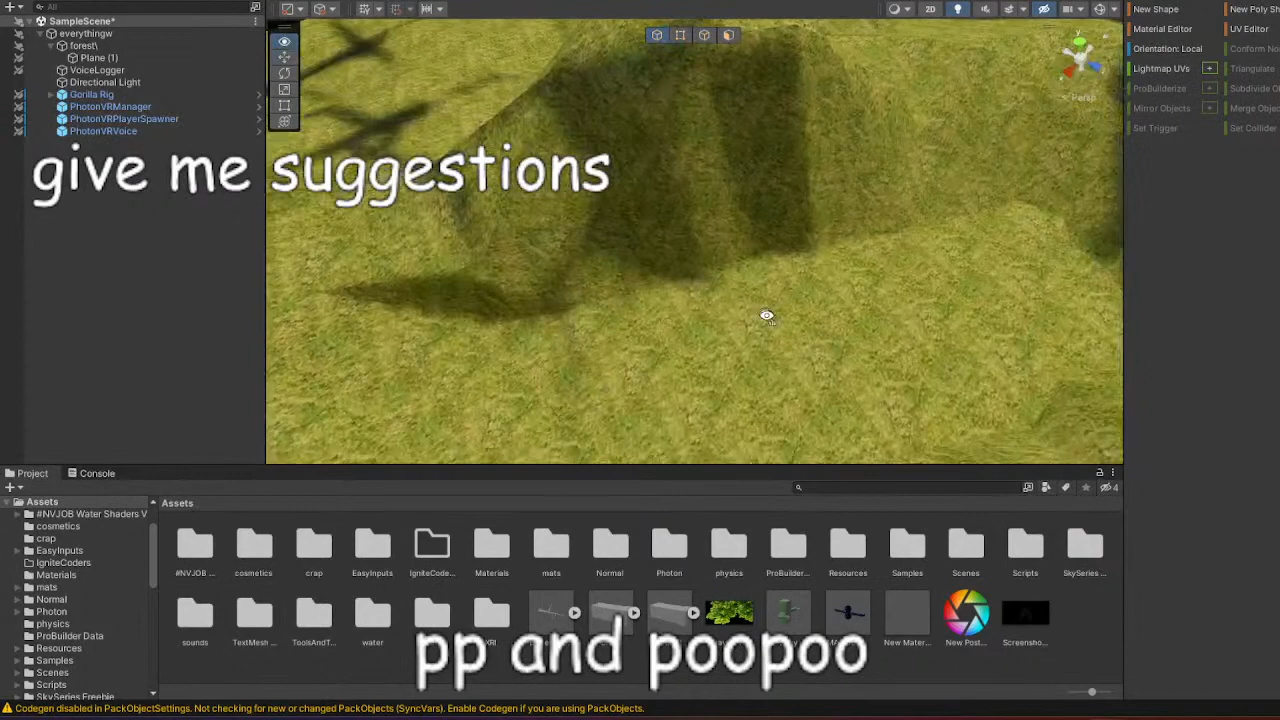 SampleScene*
All
2D
New Shape
New Poly Sh
everythingw
Material Editor
UV Editor
forest\
Orientation: Local
Conform No
Plane (1)
VoiceLogger
Lightmap UVs
Triangulate
Directional Light
ProBuilderize
Subdivide Ob
Gorilla Rig
< Persp
PhotonVRManager
Mirror Objects
Merge Objec
PhotonVRPlayerSpawner
Set Trigger
Set Collider
PhotonVRVoice
y
give me suggestions
Project
Console
4
Assets
Assets
#NVJOB Water Shaders V
cosmetics
crap
EasyInputs
IgniteCoders
Materials
mats
Normal
Photon
physics
ProBuilder Data
Resources
Samples
Scenes
Scripts
SkySeries Freebie
#NVJOB ...
cosmetics
crap
EasyInputs
IgniteCode...
Materials
mats
Normal
Photon
physics
ProBuilder...
Resources
Samples
Scenes
Scripts
SkySeries ...
sounds
TextMesh ...
ToolsAndT...
water
XRI
New Mater...
New Post...
Screensho...
pp and poopoo
Codegen disabled in PackObjectSettings. Not checking for new or changed PackObjects (SyncVars). Enable Codegen if you are using PackObjects.